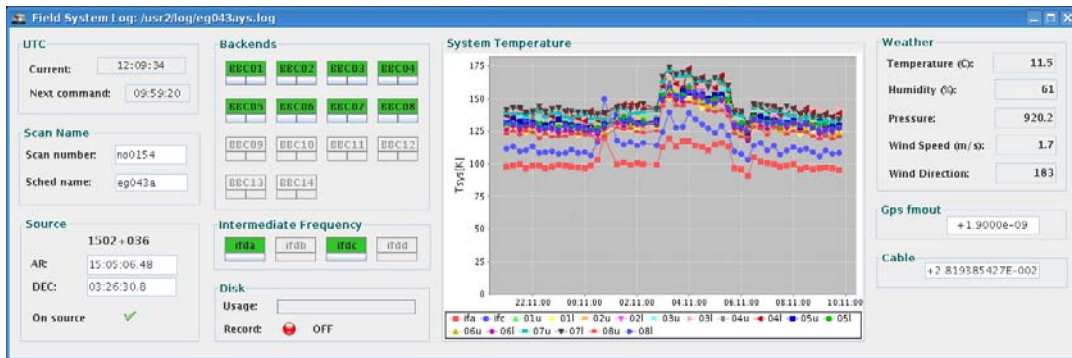 Field System Log: /usr2/log/eg043ays.log
UTC
Current: 12:09:34
Next command: 09:59:20
Scan Name
Scan number: no0154
Sched name: eg043a
Source
1502+036
AR: 15:05:06.48
DEC: 03:26:30.8
On source
Backends
BBC01 BBC02 BBC03 BBC04
BBC05 BBC06 BBC07 BBC08
BBC09 BBC10 BBC11 BBC12
BBC13 BBC14
Intermediate Frequency
ifda ifdb ifdc ifdd
Disk
Usage:
Record: OFF
System Temperature
Tsys[K]
175
150
125
100
75
50
25
0
22.11:00 00.11:00 02.11:00 04.11:00 06.11:00 08.11:00 10.11:00
ifa ifc 01u 01l 02u 02l 03u 03l 04u 04l 05u 05l
06u 06l 07u 07l 08u 08l
Weather
Temperature (C): 11.5
Humidity (%): 61
Pressure: 920.2
Wind Speed (m/s): 1.7
Wind Direction: 183
Gps fmout
+1.9000e-09
Cable
+2.819385427E-002